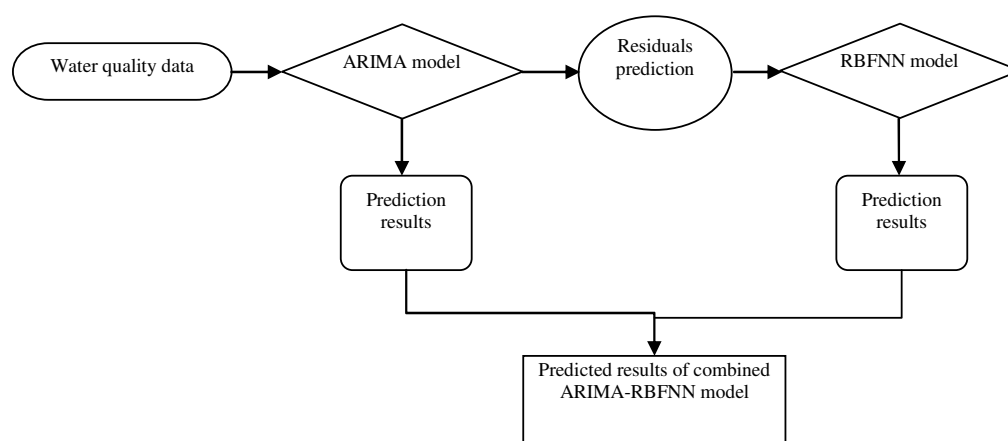 Water quality data
ARIMA model
Residuals
prediction
RBFNN model
Prediction
results
Prediction
results
Predicted results of combined
ARIMA-RBFNN model